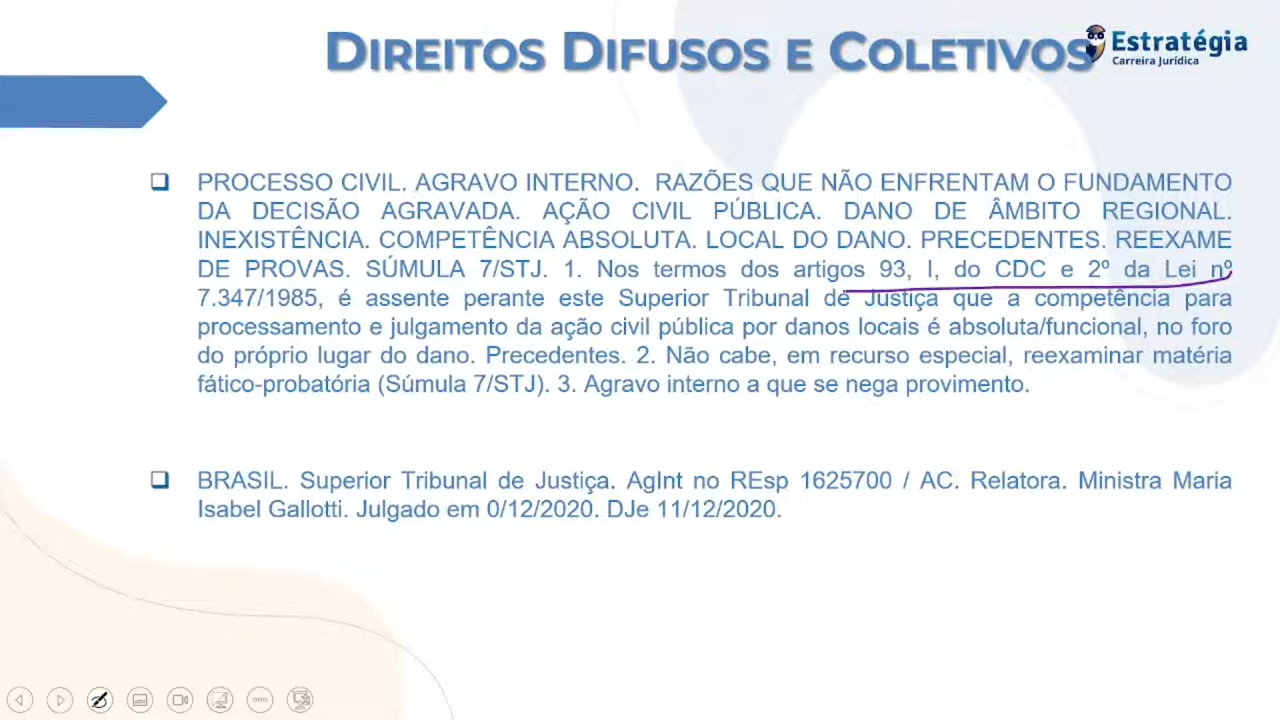 DIREITOS DIFUSOS E COLETIVOS
Estratégia
Carreira Jurídica
PROCESSO CIVIL. AGRAVO INTERNO. RAZÕES QUE NÃO ENFRENTAM O FUNDAMENTO
DA DECISÃO AGRAVADA. AÇÃO CIVIL PÚBLICA. DANO DE ÂMBITO REGIONAL.
INEXISTÊNCIA. COMPETÊNCIA ABSOLUTA. LOCAL DO DANO. PRECEDENTES. REEXAME
DE PROVAS. SÚMULA 7/STJ. 1. Nos termos dos artigos 93, I, do CDC e 2º da Lei nº
7.347/1985, é assente perante este Superior Tribunal de Justiça que a competência para
processamento e julgamento da ação civil pública por danos locais é absoluta/funcional, no foro
do próprio lugar do dano. Precedentes. 2. Não cabe, em recurso especial, reexaminar matéria
fático-probatória (Súmula 7/STJ). 3. Agravo interno a que se nega provimento.
BRASIL. Superior Tribunal de Justiça. AgInt no REsp 1625700 / AC. Relatora. Ministra Maria
Isabel Gallotti. Julgado em 0/12/2020. DJe 11/12/2020.